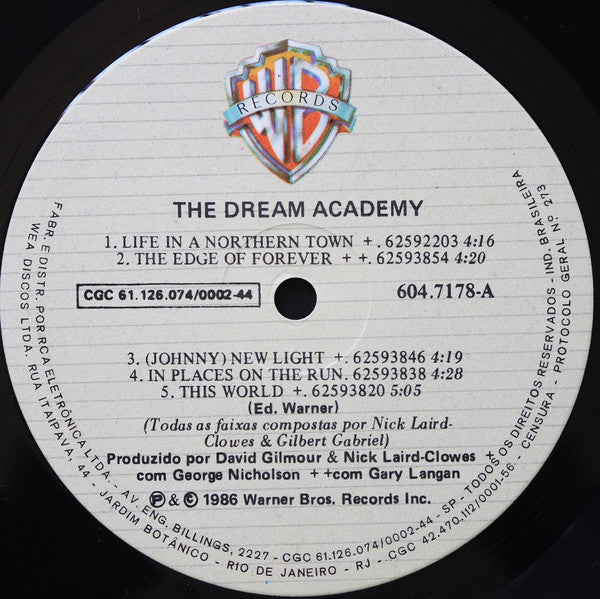 WB
RECORDS
THE DREAM ACADEMY
1. LIFE IN A NORTHERN TOWN + . 62592203 4:16
2. THE EDGE OF FOREVER + +. 62593854 4:20
CGC 61.126.074/0002-44
604.7178-A
3. (JOHNNY) NEW LIGHT +. 62593846 4:19
4. IN PLACES ON THE RUN. 62593838 4:28
5. THIS WORLD +. 62593820 5:05
(Ed. Warner)
(Todas as faixas compostas por Nick Laird-
Clowes & Gilbert Gabriel)
Produzido por David Gilmour & Nick Laird-Clowes +
com George Nicholson + +com Gary Langan
Ⓟ & © 1986 Warner Bros. Records Inc.
FABR. E DISTR. POR RCA ELETRÔNICA LTDA. - AV. ENG. BILLINGS, 2227 - CGC 61.126.074/0002-44 - SP - TODOS OS DIREITOS RESERVADOS - IND. BRASILEIRA
WEA DISCOS LTDA. RUA ITAIPAVA, 44 - JARDIM BOTÂNICO - RIO DE JANEIRO - RJ - CGC 42.470.112/0001-56 - CENSURA - PROTOCOLO GERAL Nº 273